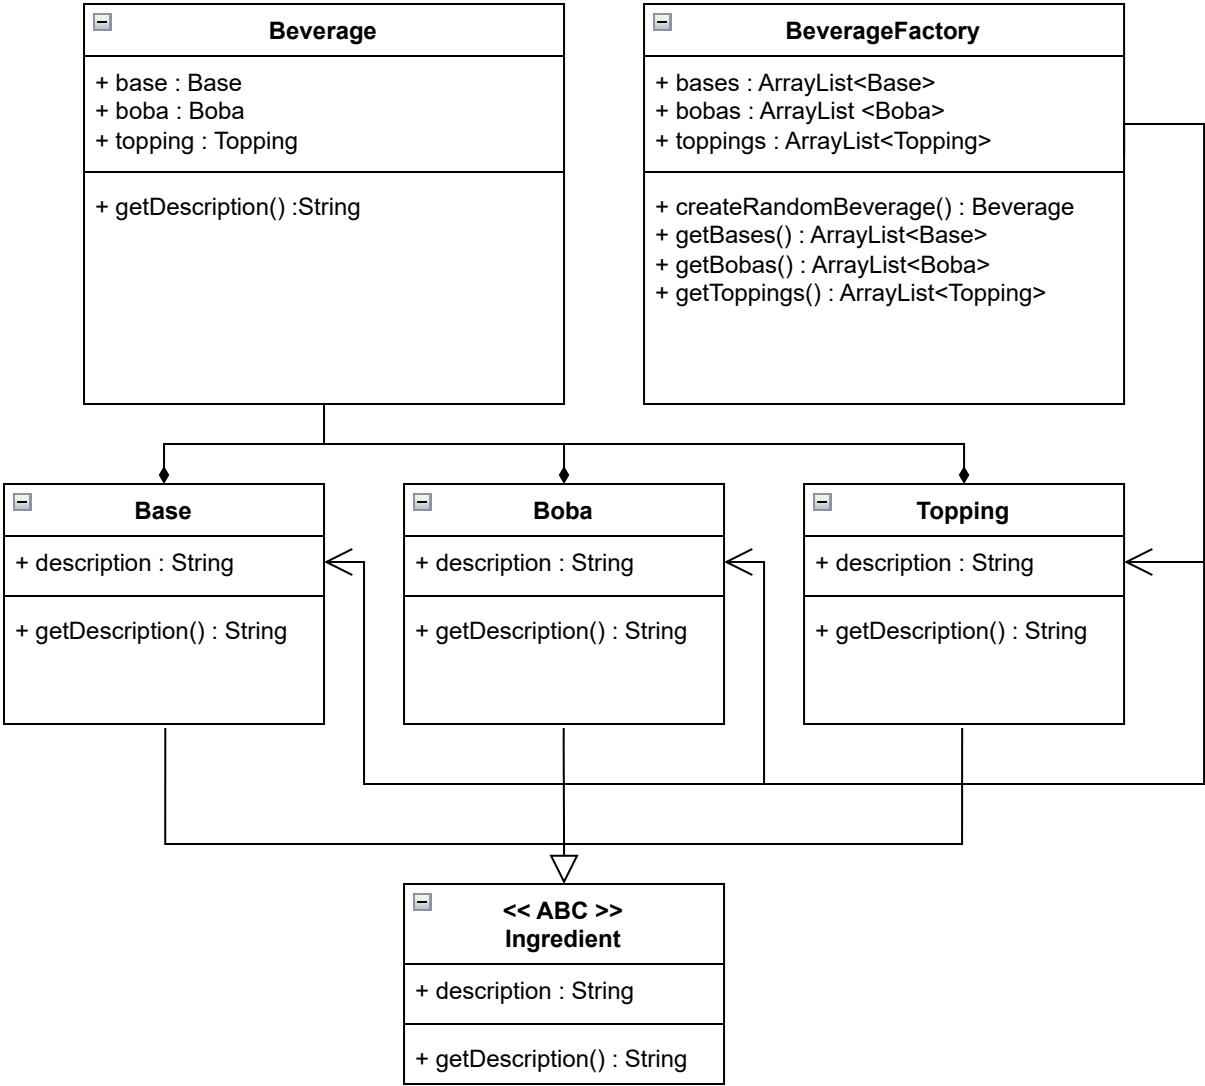 Beverage
+ base : Base
+ boba : Boba
+ topping : Topping
+ getDescription() :String
BeverageFactory
+ bases : ArrayList<Base>
+ bobas : ArrayList <Boba>
+ toppings : ArrayList<Topping>
+ createRandomBeverage() : Beverage
+ getBases() : ArrayList<Base>
+ getBobas() : ArrayList<Boba>
+ getToppings() : ArrayList<Topping>
Base
+ description : String
+ getDescription() : String
Boba
+ description : String
+ getDescription() : String
Topping
+ description : String
+ getDescription() : String
<< ABC >>
Ingredient
+ description : String
+ getDescription() : String